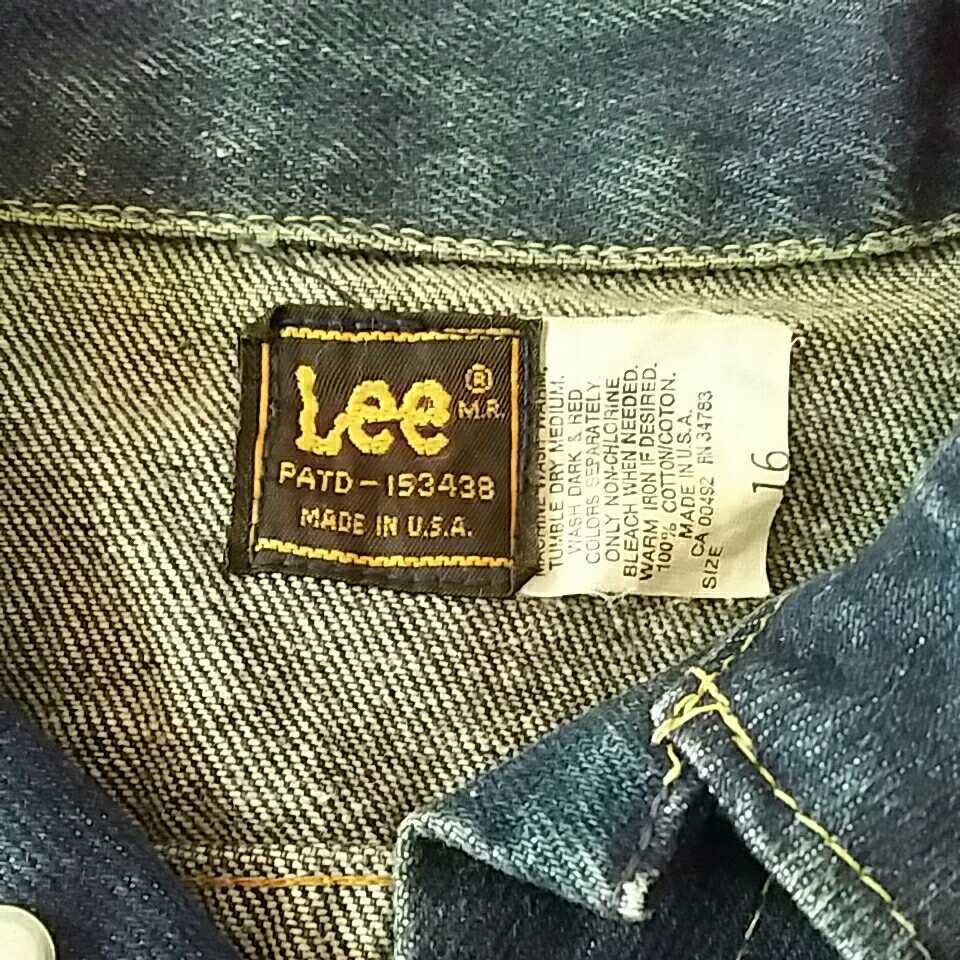 Lee ®
M.R.
PATD-153438
MADE IN U.S.A.
TUMBLE DRY MEDIUM.
WASH DARK & RED
COLORS SEPARATELY
ONLY NON-CHLORINE
BLEACH WHEN NEEDED.
WARM IRON IF DESIRED.
100% COTTON/COTON.
MADE IN U.S.A.
CA 00492 RN 34783
SIZE
16